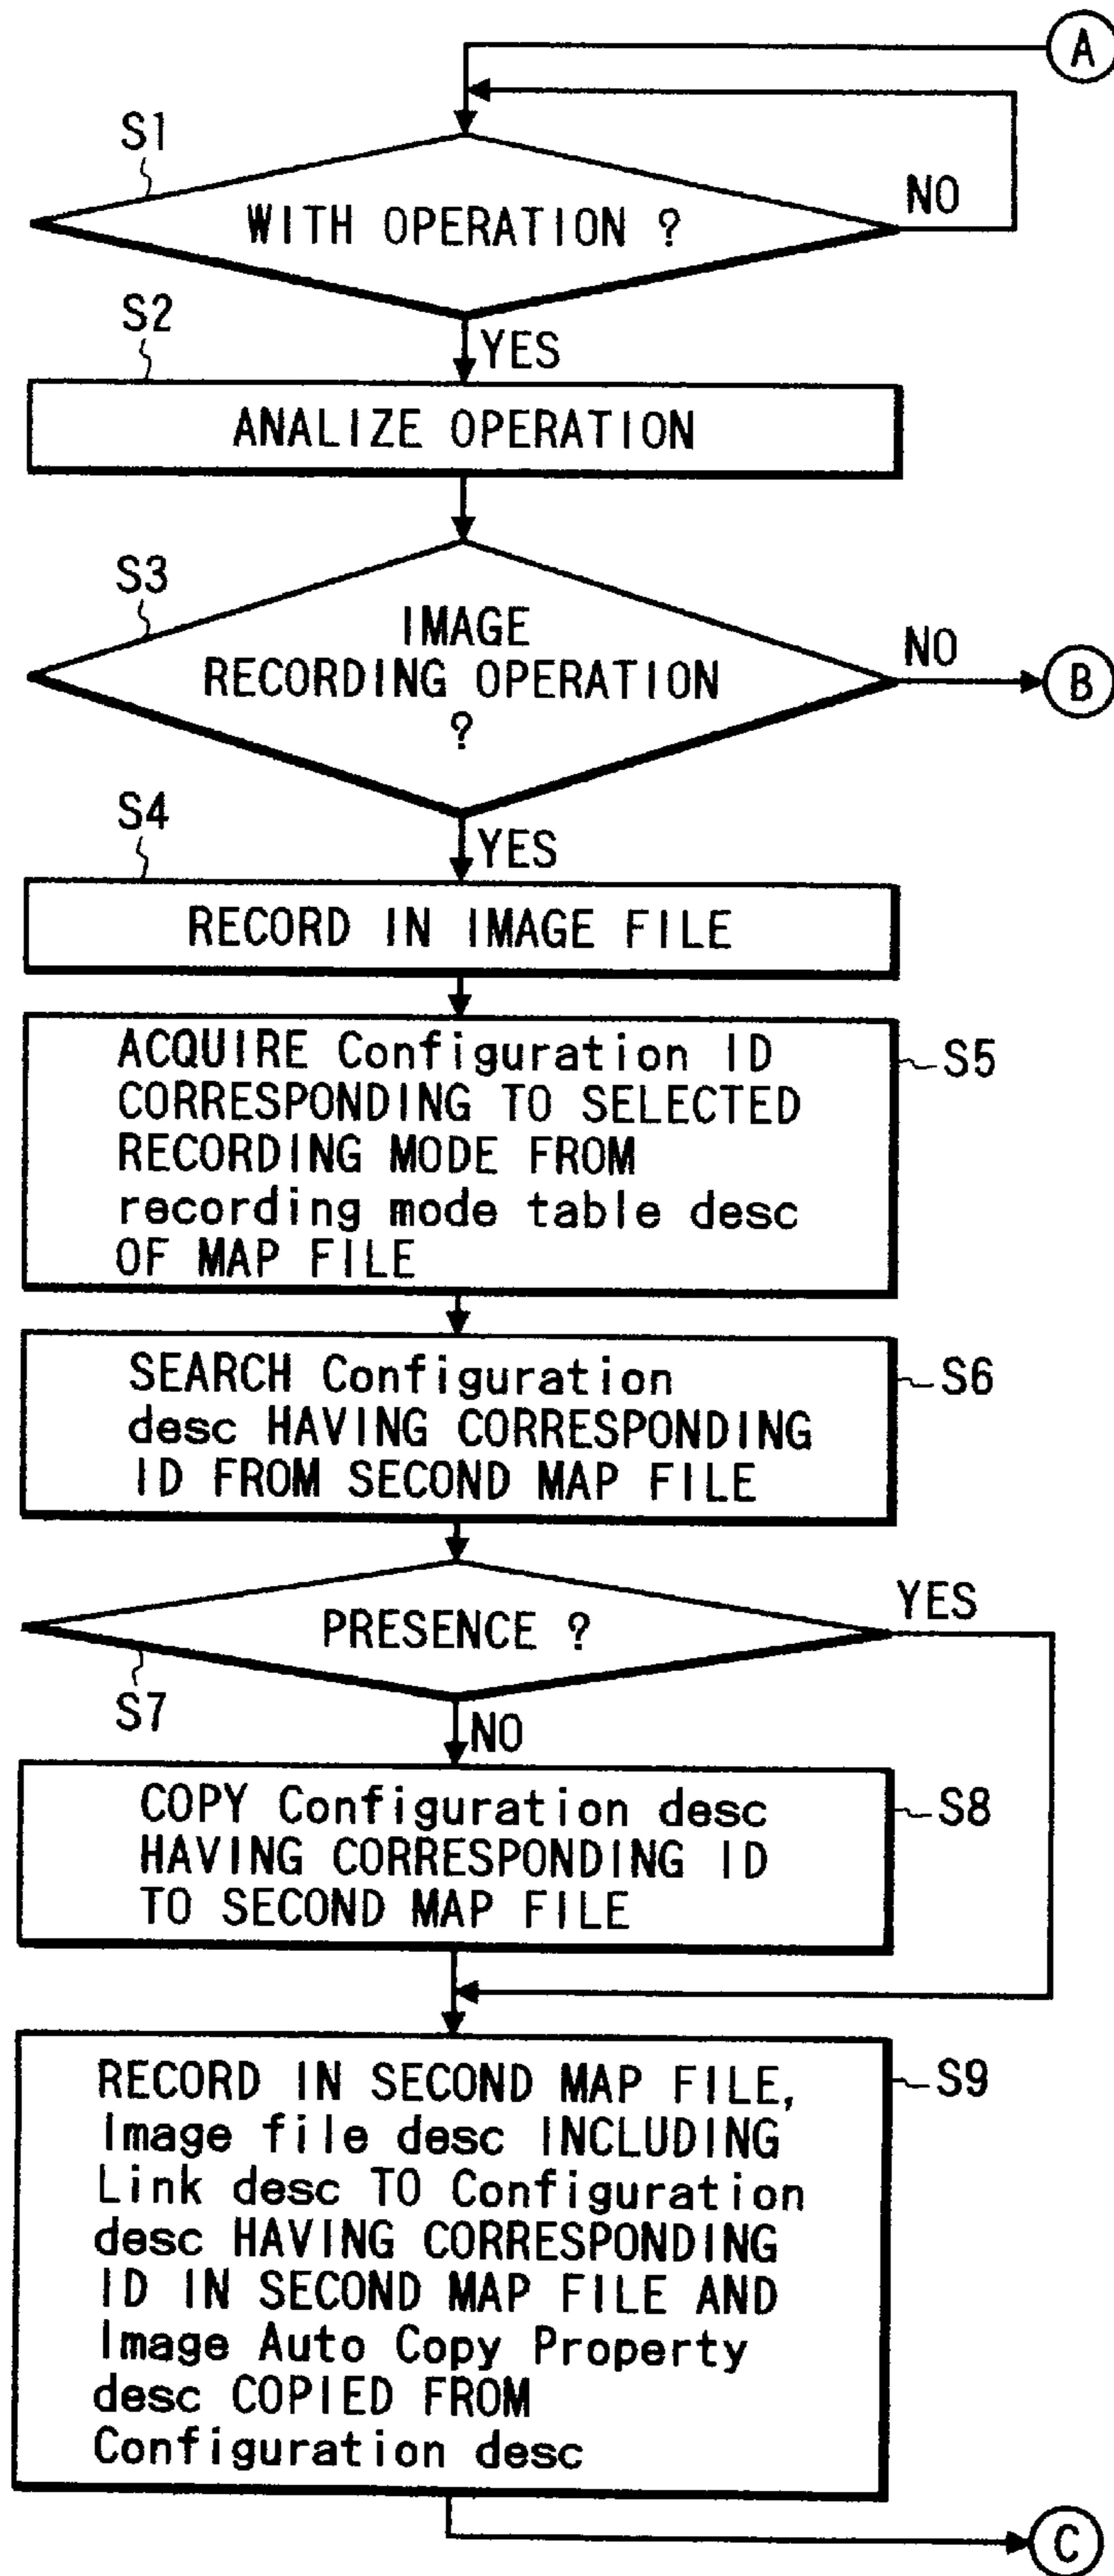 A
S1
WITH OPERATION ?
NO
YES
S2
ANALIZE OPERATION
S3
IMAGE
RECORDING OPERATION
?
NO
B
YES
S4
RECORD IN IMAGE FILE
ACQUIRE Configuration ID
CORRESPONDING TO SELECTED
RECORDING MODE FROM
recording mode table desc
OF MAP FILE
S5
SEARCH Configuration
desc HAVING CORRESPONDING
ID FROM SECOND MAP FILE
S6
PRESENCE ?
YES
S7
NO
COPY Configuration desc
HAVING CORRESPONDING ID
TO SECOND MAP FILE
S8
RECORD IN SECOND MAP FILE,
Image file desc INCLUDING
Link desc TO Configuration
desc HAVING CORRESPONDING
ID IN SECOND MAP FILE AND
Image Auto Copy Property
desc COPIED FROM
Configuration desc
S9
C